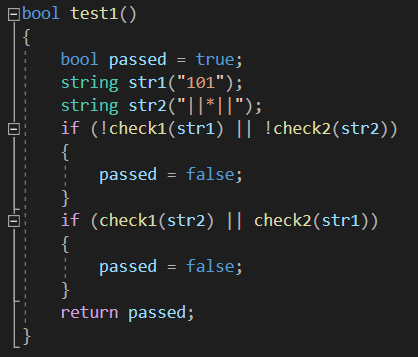 bool test1()
{
bool passed = true;
string str1("101");
string str2("||*||");
if (!check1(str1) || !check2(str2))
{
passed = false;
}
if (check1(str2) || check2(str1))
{
passed = false;
}
return passed;
}